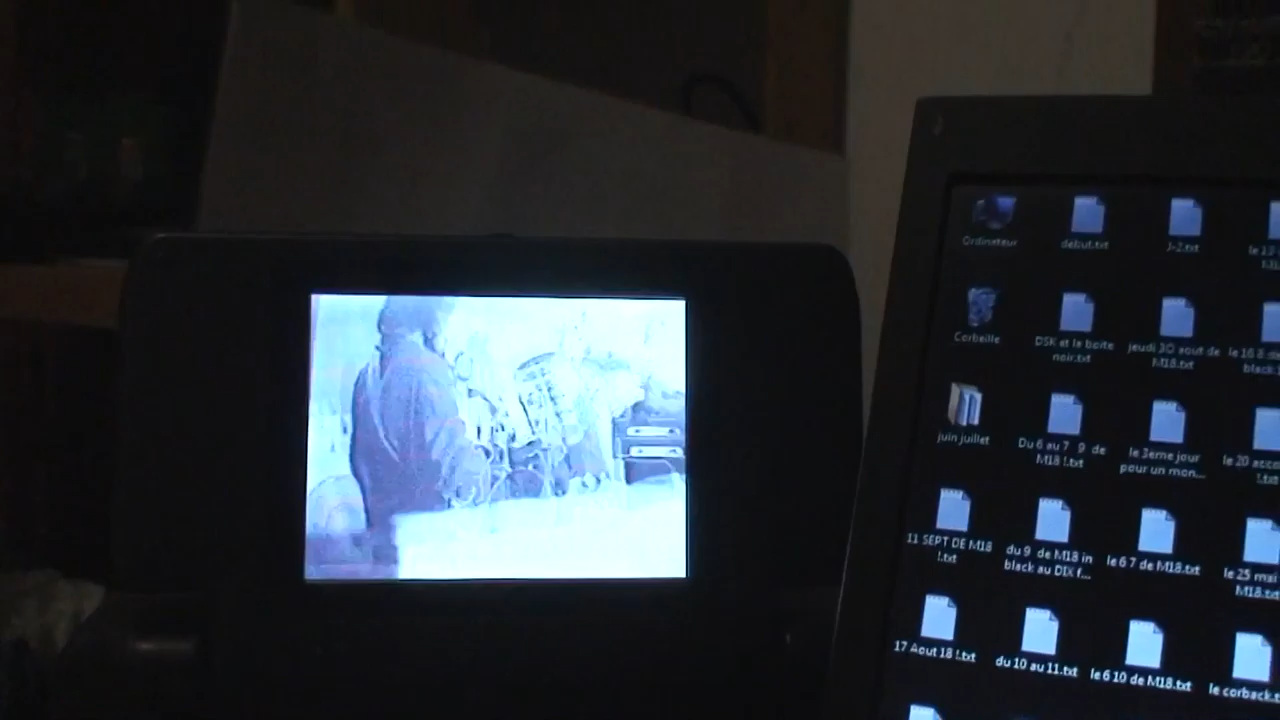 Ordinateur
debut.txt
J-2.txt
Corbeille
DSK et la boite
noir.txt
jeudi 30 aout de
M18.txt
juin juillet
Du 6 au 7 9 de
M18 !.txt
le 3eme jour
pour un mon...
11 SEPT DE M18
!.txt
du 9 de M18 in
black au DIX f...
le 6 7 de M18.txt
le 25 mai
M18.txt
17 Aout 18 !.txt
du 10 au 11.txt
le 6 10 de M18.txt
le corback.t